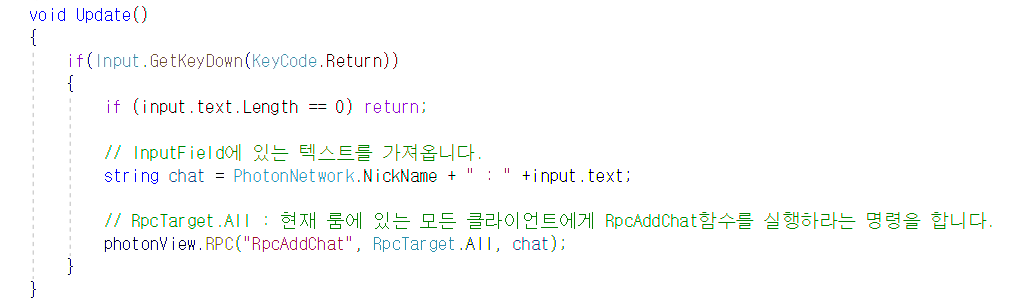 void Update()
{
if(Input.GetKeyDown(KeyCode.Return))
{
if (input.text.Length == 0) return;
// InputField에 있는 텍스트를 가져옵니다.
string chat = PhotonNetwork.NickName + " : " +input.text;
// RpcTarget.All : 현재 룸에 있는 모든 클라이언트에게 RpcAddChat함수를 실행하라는 명령을 합니다.
photonView.RPC("RpcAddChat", RpcTarget.All, chat);
}
}